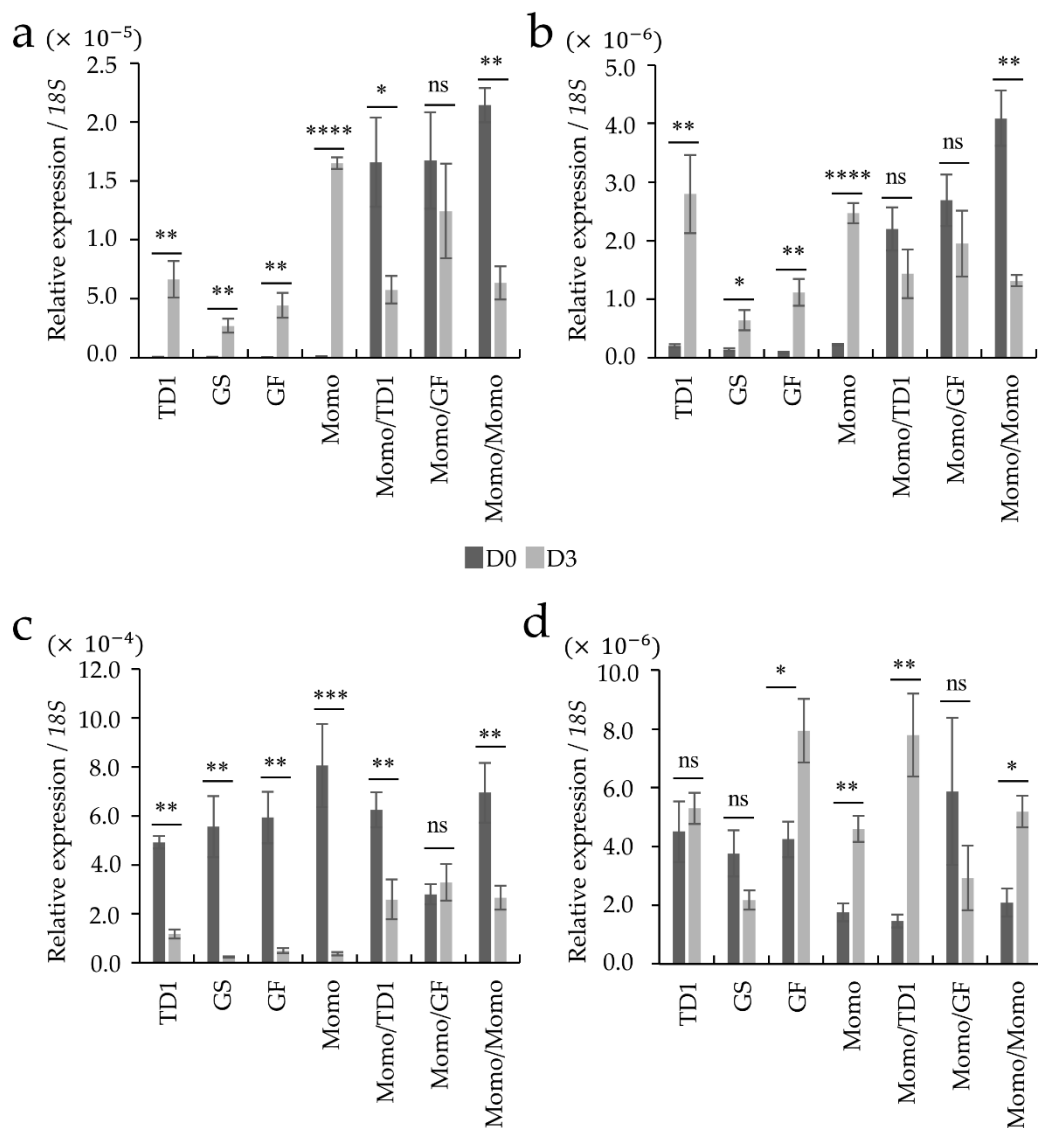 a (× 10⁻⁵)
Relative expression / 18S
2.5
2.0
1.5
1.0
5.0
0.0
** ** ** **** * ns **
TD1 GS GF Momo Momo/TD1 Momo/GF Momo/Momo
b (× 10⁻⁶)
Relative expression / 18S
5.0
4.0
3.0
2.0
1.0
0.0
** * ** **** ns ns **
TD1 GS GF Momo Momo/TD1 Momo/GF Momo/Momo
D0 D3
c (× 10⁻⁴)
Relative expression / 18S
12.0
10.0
8.0
6.0
4.0
2.0
0.0
** ** ** *** ** ns **
TD1 GS GF Momo Momo/TD1 Momo/GF Momo/Momo
d (× 10⁻⁶)
Relative expression / 18S
10.0
8.0
6.0
4.0
2.0
0.0
ns ns * ** ** ns *
TD1 GS GF Momo Momo/TD1 Momo/GF Momo/Momo